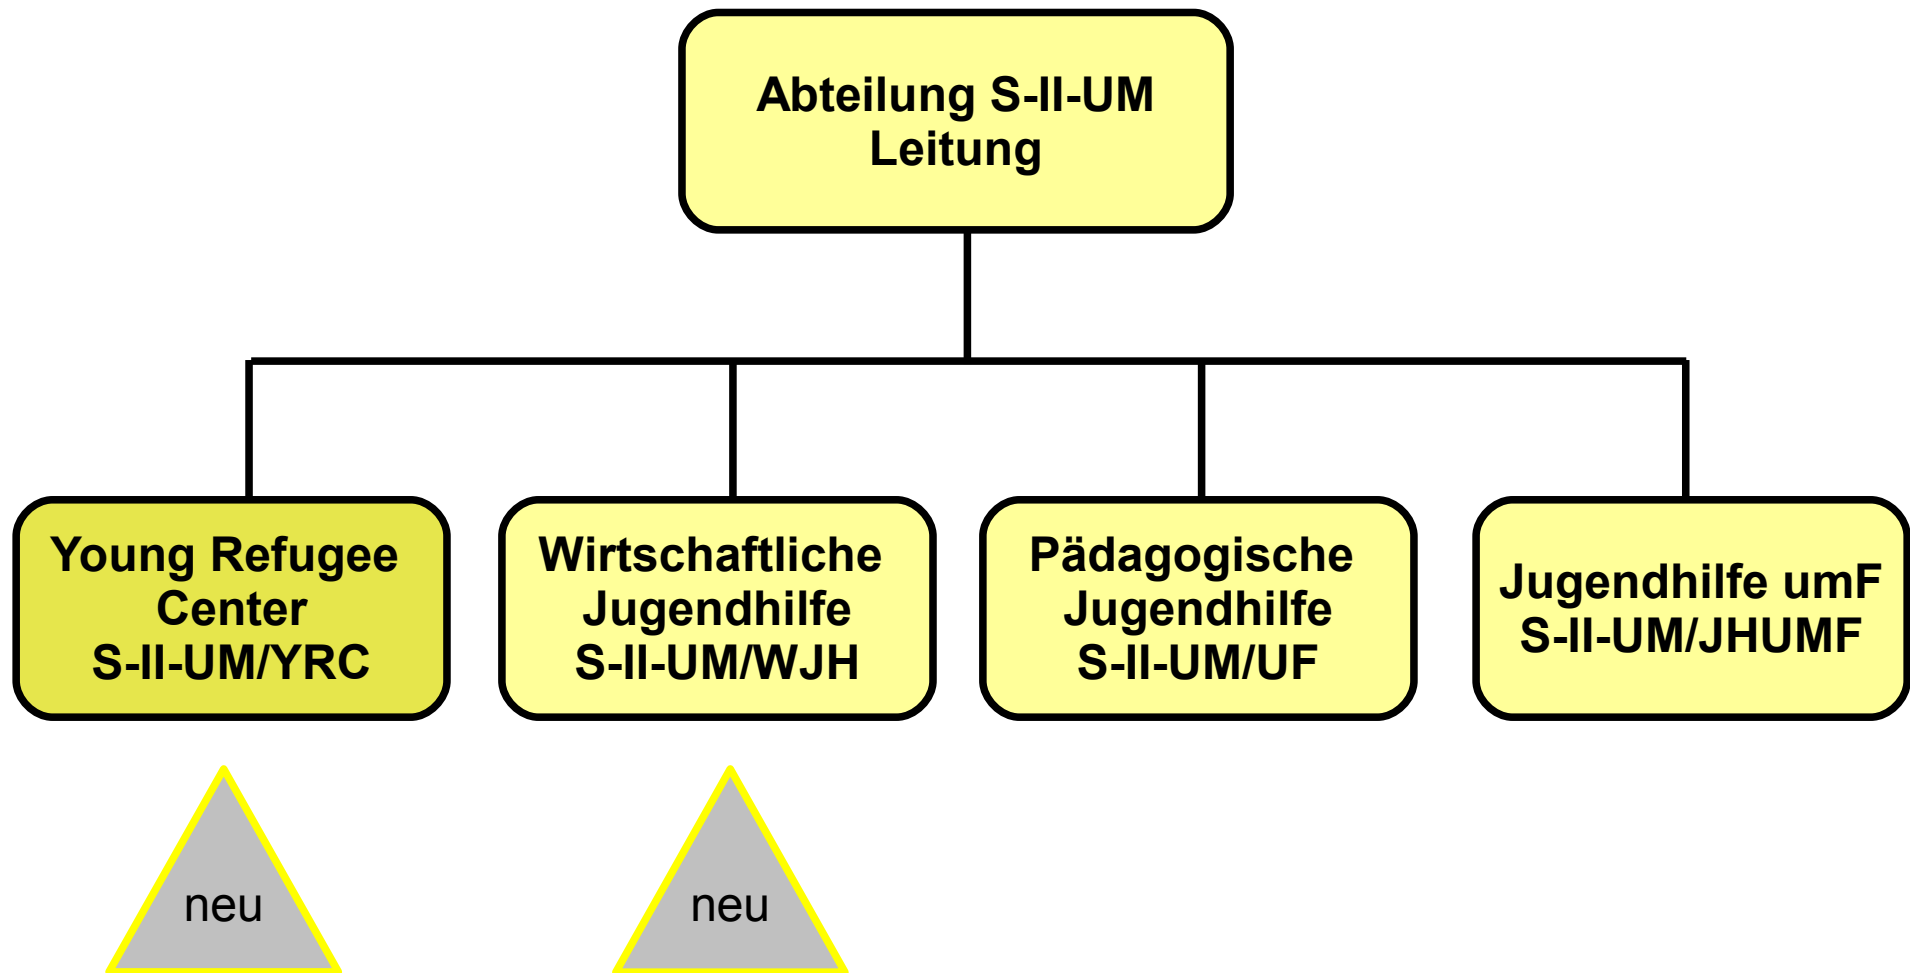 Abteilung S-II-UM
Leitung
Young Refugee
Center
S-II-UM/YRC
Wirtschaftliche
Jugendhilfe
S-II-UM/WJH
Pädagogische
Jugendhilfe
S-II-UM/UF
Jugendhilfe umF
S-II-UM/JHUMF
neu
neu